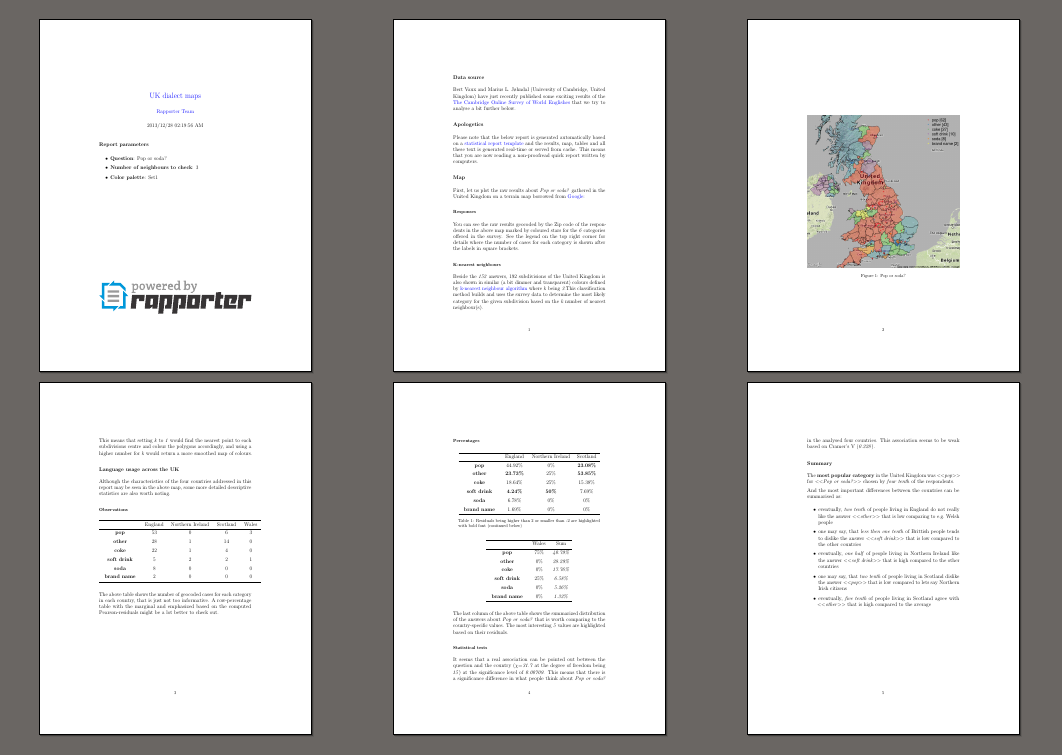 UK dialect maps
Rapporter Team
2013/12/28 02:19:56 AM
Report parameters
• Question: Pop or soda?
• Number of neighbours to check: 3
• Color palette: Set1
powered by
rapporter
Data source
Bert Vaux and Marius L. Jøhndal (University of Cambridge, United
Kingdom) have just recently published some exciting results of the
The Cambridge Online Survey of World Englishes that we try to
analyze a bit further below.
Apologetics
Please note that the below report is generated automatically based
on a statistical report template and the results, map, tables and all
these text is generated real-time or served from cache. This means
that you are now reading a non-proofread quick report written by
computers.
Map
First, let us plot the raw results about Pop or soda? gathered in the
United Kingdom on a terrain map borrowed from Google:
Responses
You can see the raw results geocoded by the Zip code of the respon-
dents in the above map marked by coloured stars for the 6 categories
offered in the survey. See the legend on the top right corner for
details where the number of cases for each category is shown after
the labels in square brackets.
K-nearest neighbours
Beside the 152 answers, 192 subdivisions of the United Kingdom is
also shown in similar (a bit dimmer and transparent) colours defined
by k-nearest neighbour algorithm where k being 3 This classification
method builds and uses the survey data to determine the most likely
category for the given subdivision based on the k number of nearest
neighbour(s).
1
other [43]
coke [27]
soft drink [10]
soda [8]
brand name [2]
United
Kingdom
Belgium
Figure 1: Pop or soda?
2
This means that setting k to 1 would find the nearest point to each
subdivisions centre and colour the polygons accordingly, and using a
higher number for k would return a more smoothed map of colours.
Language usage across the UK
Although the characteristics of the four countries addressed in this
report may be seen in the above map, some more detailed descriptive
statistics are also worth noting.
Observations
England Northern Ireland Scotland Wales
pop 53 0 6 3
other 28 1 14 0
coke 22 1 4 0
soft drink 5 2 2 1
soda 8 0 0 0
brand name 2 0 0 0
The above table shows the number of geocoded cases for each category
in each country, that is just not too informative. A row-percentage
table with the marginal and emphasized based on the computed
Pearson-residuals might be a lot better to check out.
3
Percentages
England Northern Ireland Scotland
pop 44.92% 0% 23.08%
other 23.73% 25% 53.85%
coke 18.64% 25% 15.38%
soft drink 4.24% 50% 7.69%
soda 6.78% 0% 0%
brand name 1.69% 0% 0%
Table 1: Residuals being higher than 2 or smaller than -2 are highlighted
with bold font. (continued below)
Wales Sum
pop 75% 40.79%
other 0% 28.29%
coke 0% 17.76%
soft drink 25% 6.58%
soda 0% 5.26%
brand name 0% 1.32%
The last column of the above table shows the summarized distribution
of the answers about Pop or soda? that is worth comparing to the
country-specific values. The most interesting 5 values are highlighted
based on their residuals.
Statistical tests
It seems that a real association can be pointed out between the
question and the country at the degree of freedom being
15) at the significance level of This means that there is
a significance difference in what people think about Pop or soda?
4
in the analysed four countries. This association seems to be weak
based on Cramer's V
Summary
The most popular category in the United Kingdom was <<pop>>
for <<Pop or soda?>> chosen by four tenth of the respondents.
And the most important differences between the countries can be
summarized as:
• eventually, two tenth of people living in England do not really
like the answer <<other>> that is low comparing to e.g. Welsh
people
• one may say, that less then one tenth of Brittish people tends
to dislike the answer <<soft drink>> that is low compared to
the other countries
• eventually, one half of people living in Northern Ireland like
the answer <<soft drink>> that is high compared to the other
countries
• one may say, that two tenth of people living in Scotland dislike
the answer <<pop>> that is low compared to lets say Northern
Irish citizens
• eventually, five tenth of people living in Scotland agree with
<<other>> that is high compared to the average
5